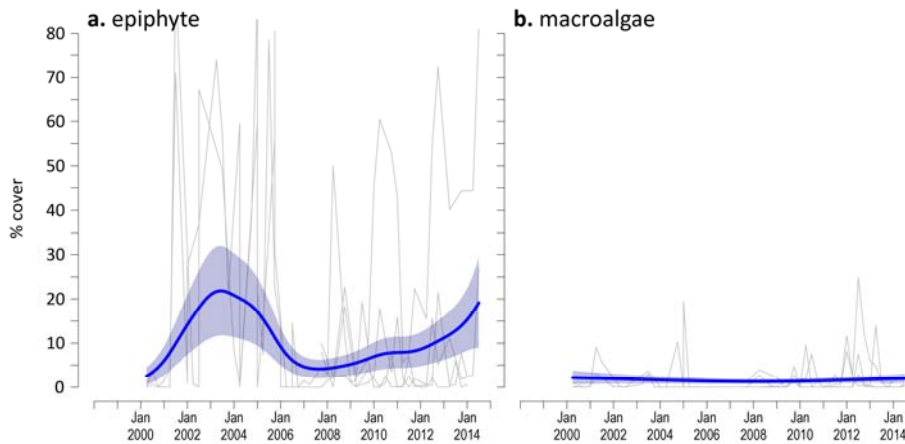 a. epiphyte
b. macroalgae
% cover
80
70
60
50
40
30
20
10
0
Jan 2000
Jan 2002
Jan 2004
Jan 2006
Jan 2008
Jan 2010
Jan 2012
Jan 2014
Jan 2000
Jan 2002
Jan 2004
Jan 2006
Jan 2008
Jan 2010
Jan 2012
Jan 2014